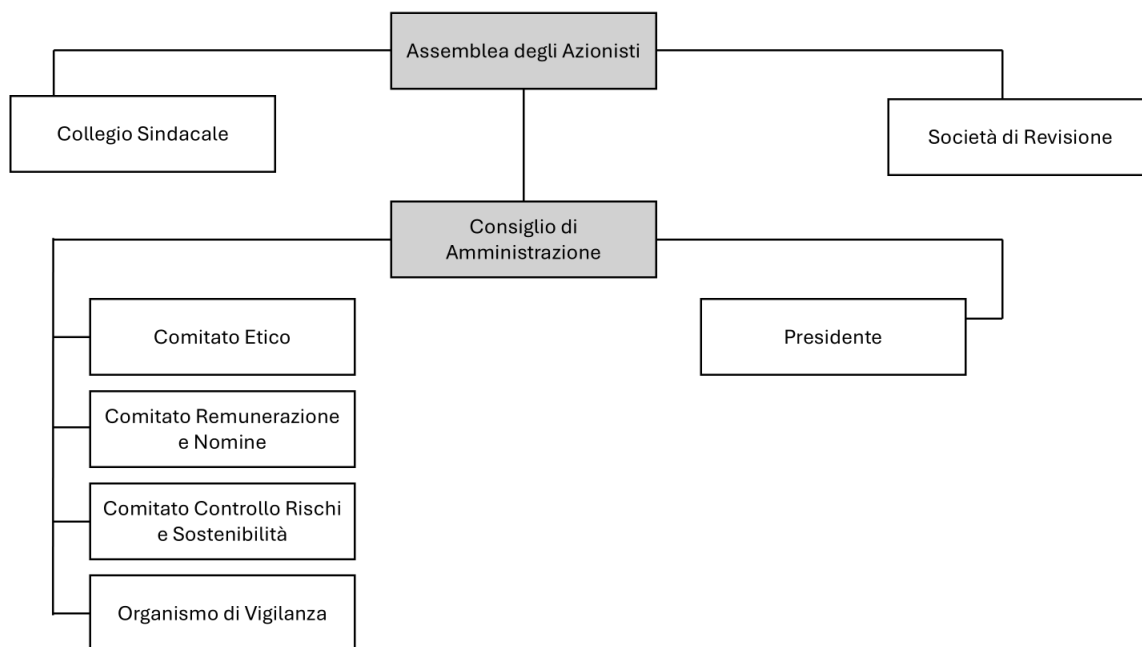 Assemblea degli Azionisti
Collegio Sindacale
Società di Revisione
Consiglio di
Amministrazione
Comitato Etico
Presidente
Comitato Remunerazione
e Nomine
Comitato Controllo Rischi
e Sostenibilità
Organismo di Vigilanza